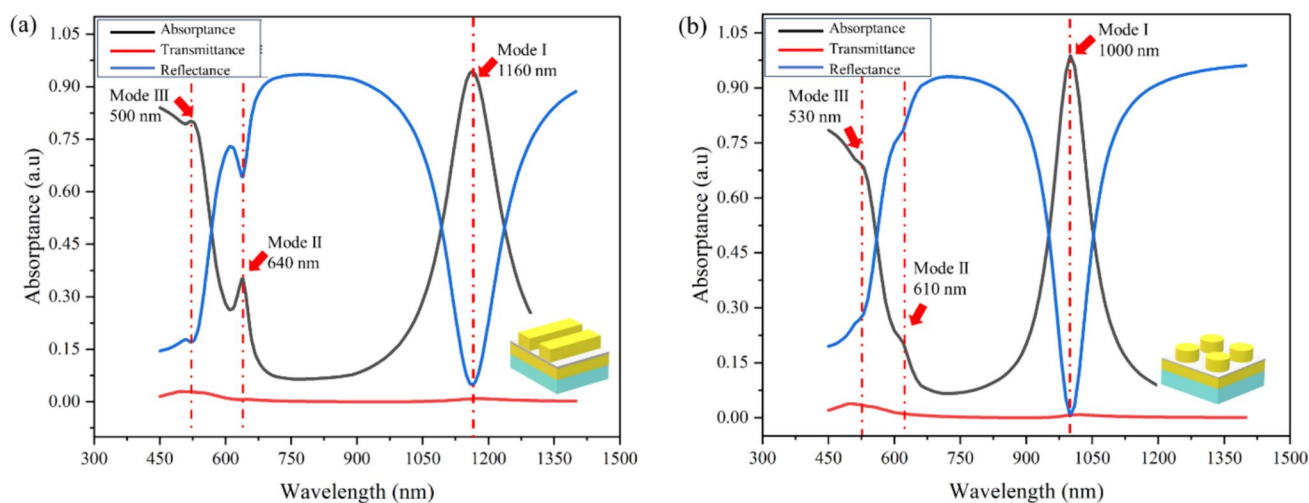 (a)
Absorptance
Transmittance
Reflectance
Mode III
500 nm
Mode II
640 nm
Mode I
1160 nm
1.05
0.90
0.75
0.60
0.45
0.30
0.15
0.00
Absorptance (a.u)
300 450 600 750 900 1050 1200 1350 1500
Wavelength (nm)
(b)
Absorptance
Transmittance
Reflectance
Mode III
530 nm
Mode II
610 nm
Mode I
1000 nm
1.05
0.90
0.75
0.60
0.45
0.30
0.15
0.00
Absorptance (a.u)
300 450 600 750 900 1050 1200 1350 1500
Wavelength (nm)